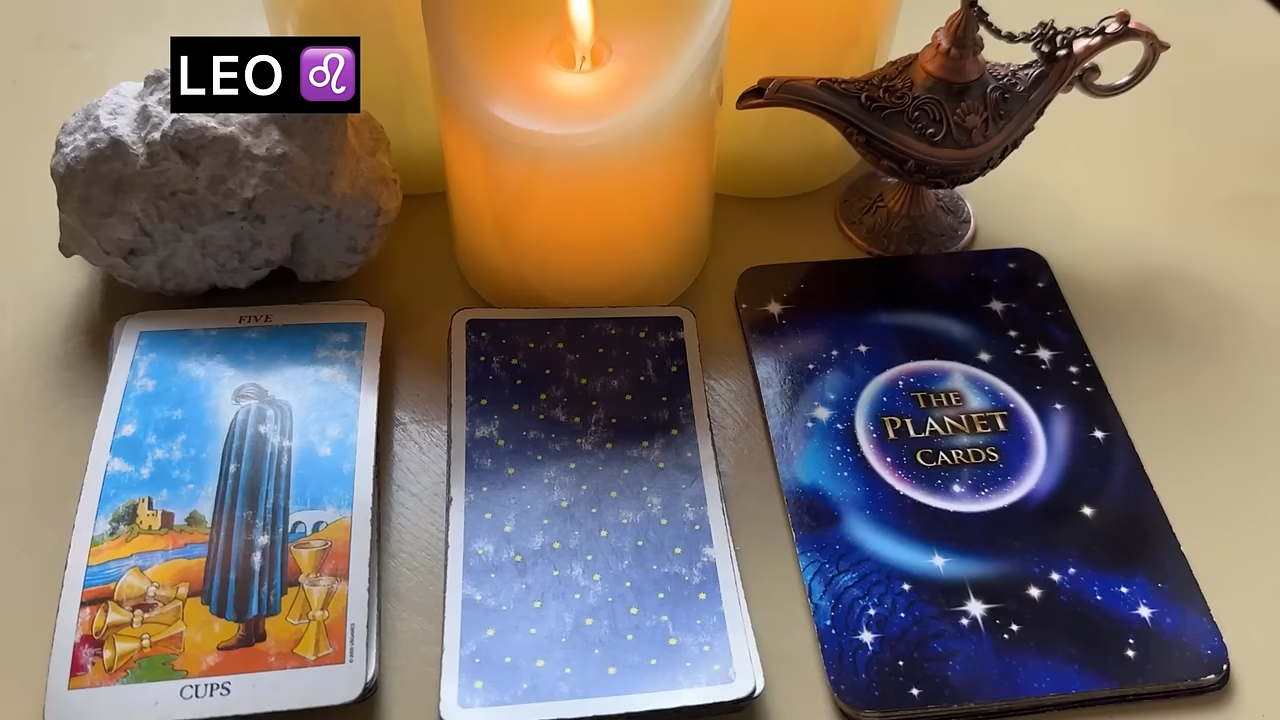 LEO ♌
FIVE
CUPS
THE
PLANET
CARDS